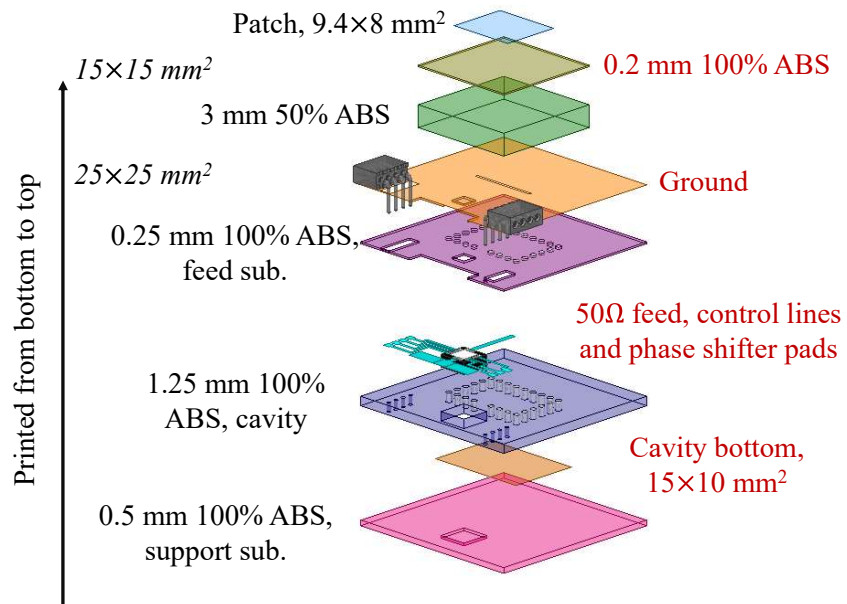 Patch, 9.4×8 mm²
15×15 mm²
0.2 mm 100% ABS
3 mm 50% ABS
25×25 mm²
Ground
0.25 mm 100% ABS,
feed sub.
50Ω feed, control lines
and phase shifter pads
1.25 mm 100%
ABS, cavity
Cavity bottom,
15×10 mm²
0.5 mm 100% ABS,
support sub.
Printed from bottom to top